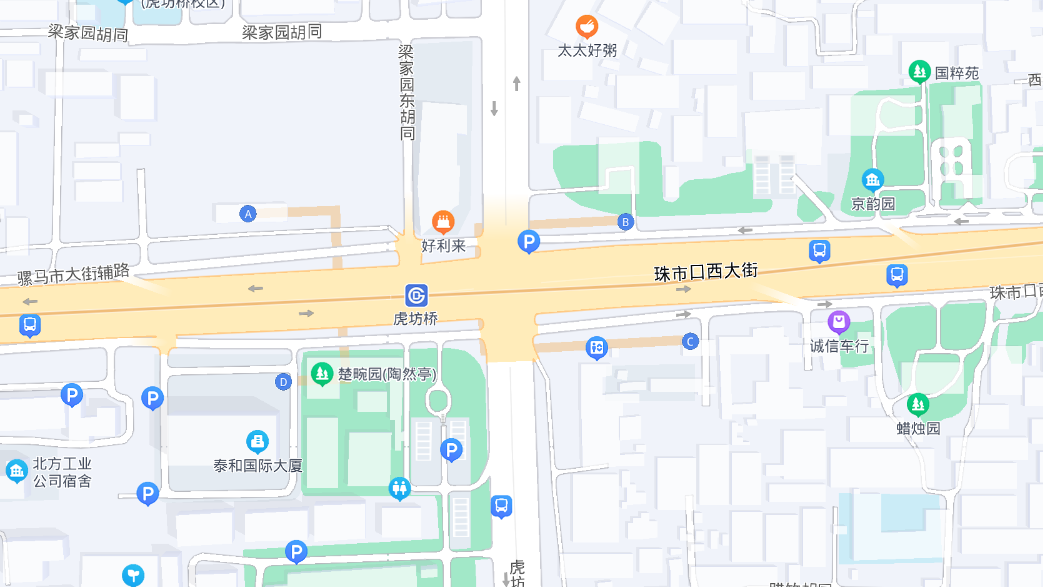 (虎坊桥校区)
梁家园胡同
梁家园胡同
梁家园东胡同
太太好粥
国粹苑
西
A
B
P
京韵园
好利来
骡马市大街辅路
珠市口西大街
虎坊桥
珠市口西
C
诚信车行
D
楚畹园(陶然亭)
P
P
蜡烛园
P
泰和国际大厦
北方工业
公司宿舍
P
P
虎坊